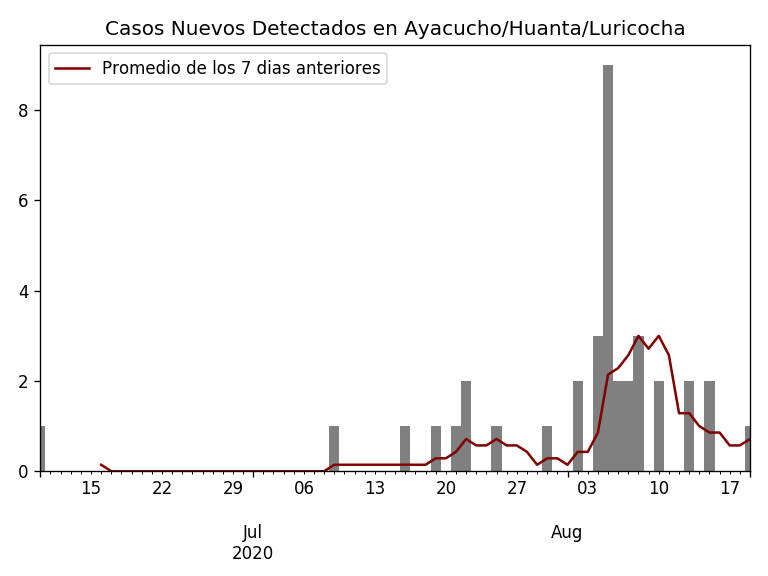 Casos Nuevos Detectados en Ayacucho/Huanta/Luricocha
Promedio de los 7 dias anteriores
8
6
4
2
0
15 22 29 06 13 20 27 03 10 17
Jul Aug
2020